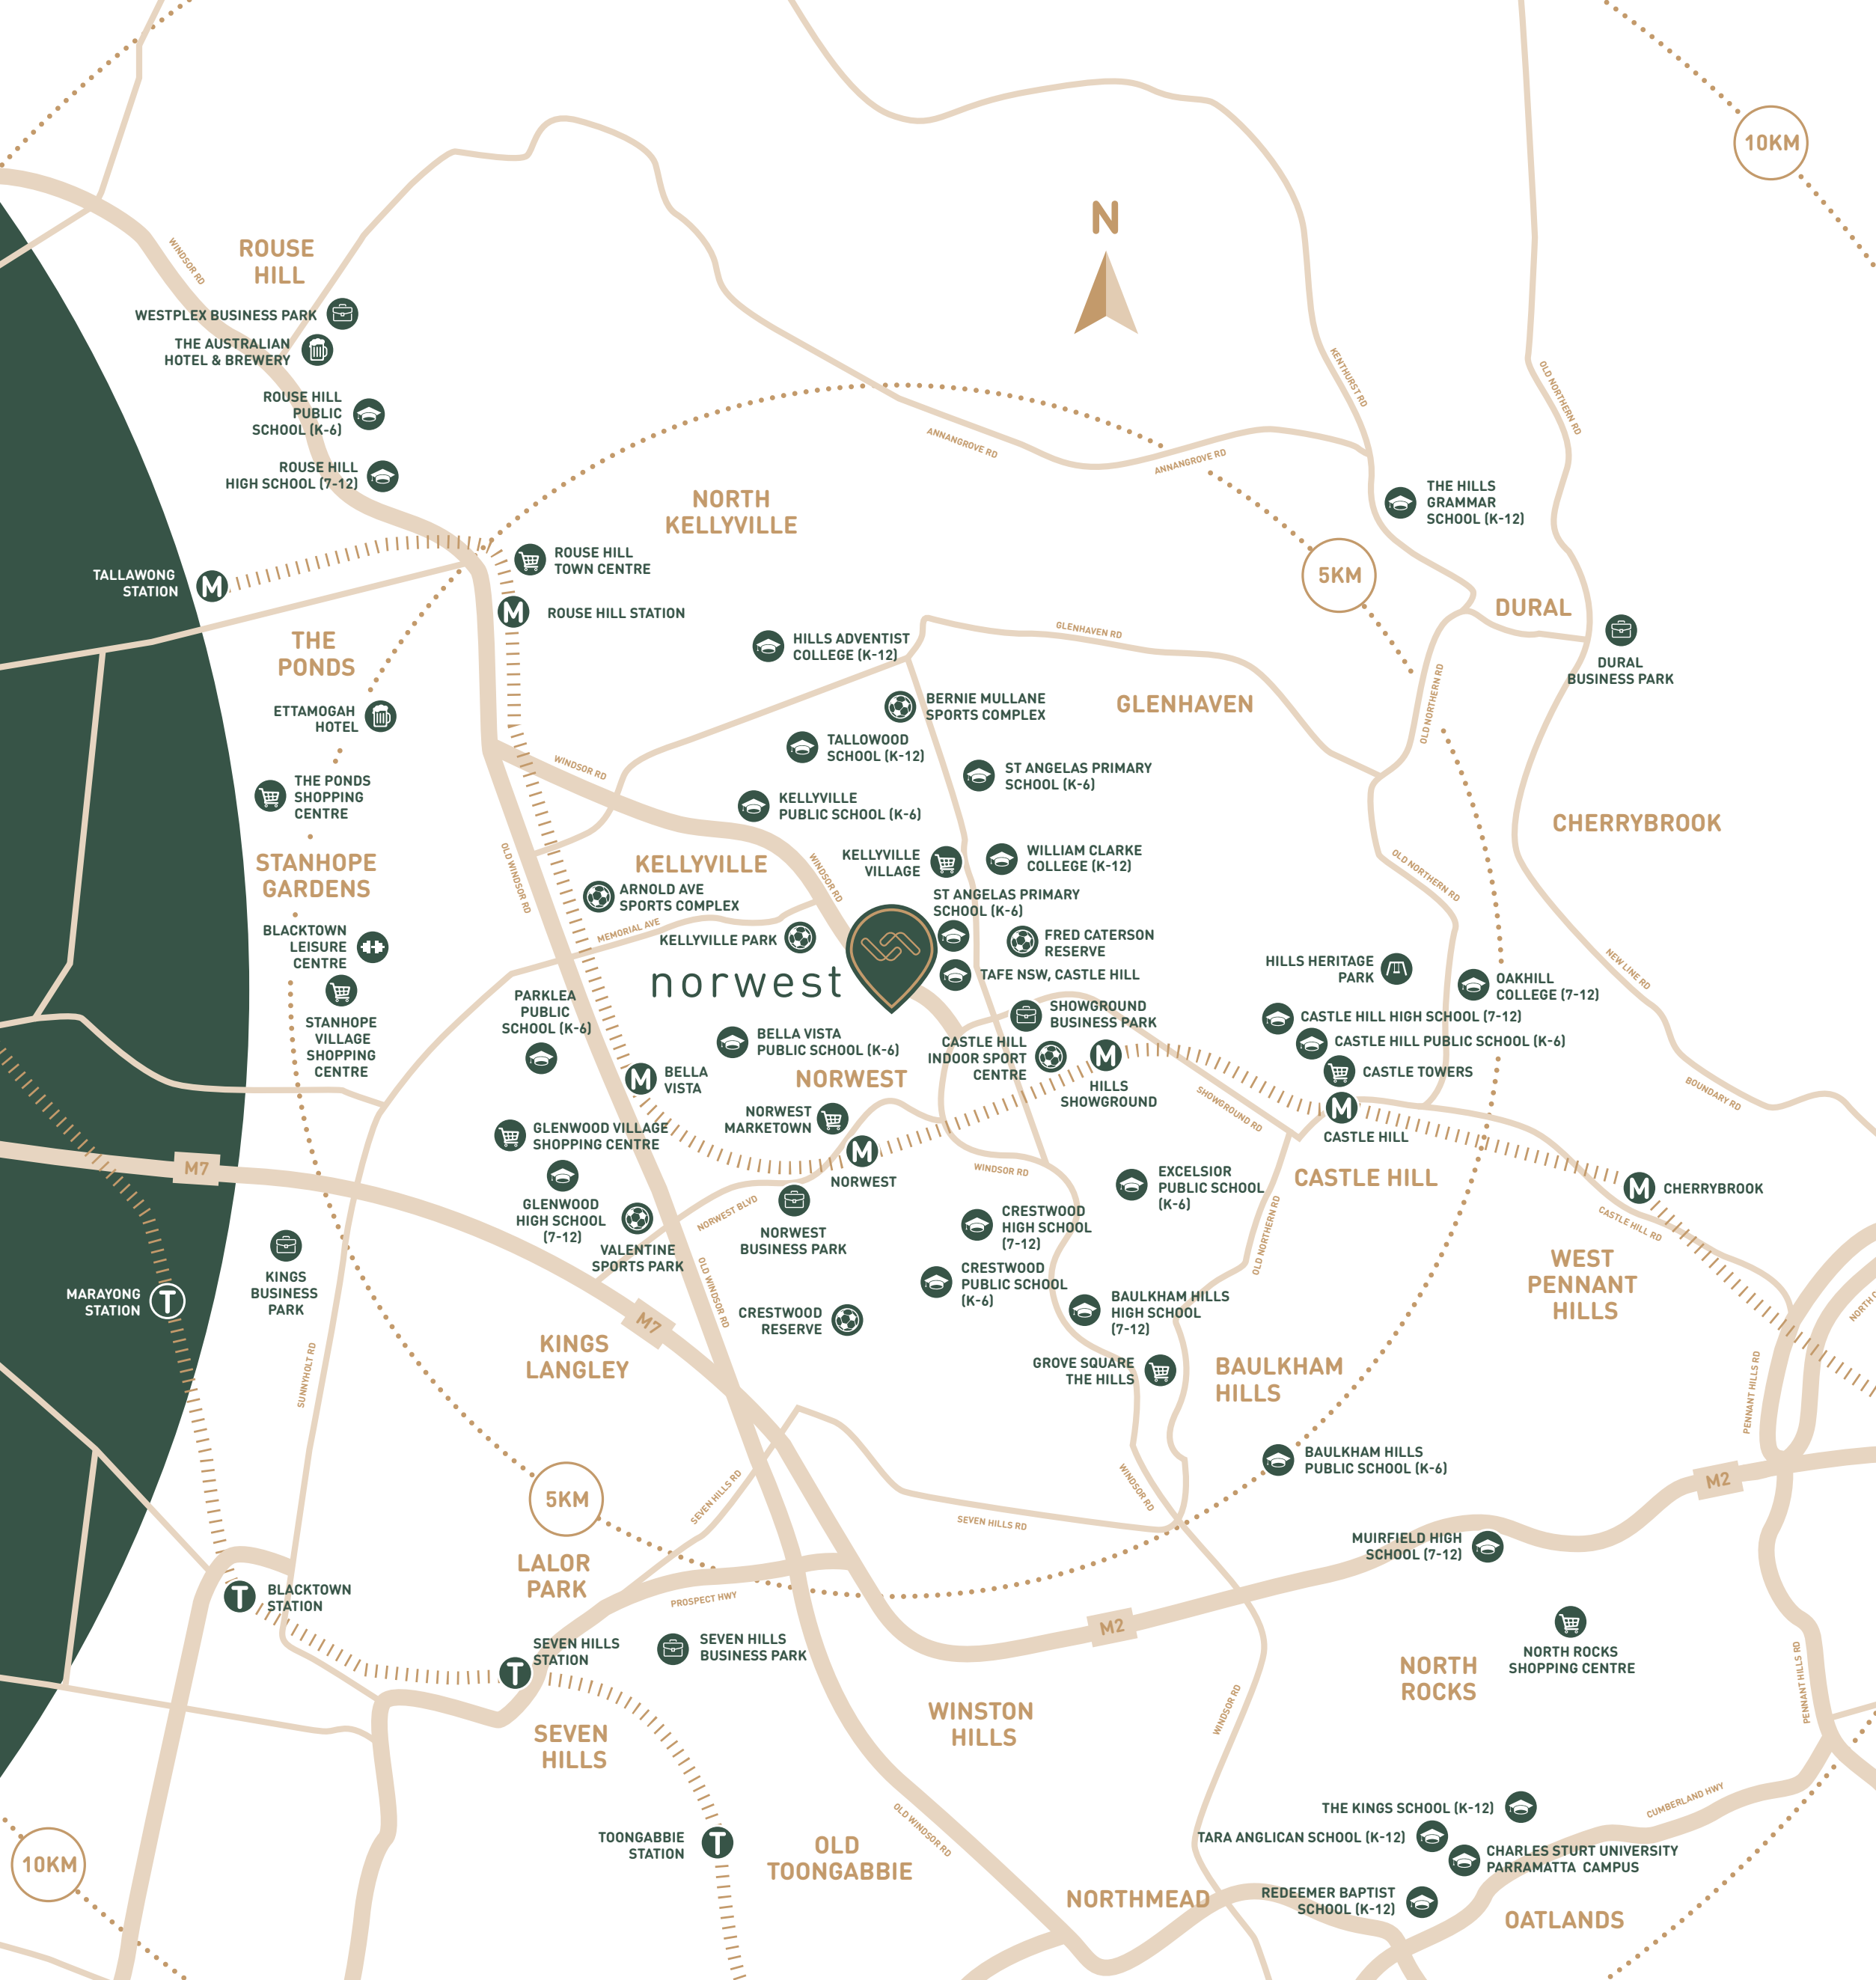 10KM
N
WINDSOR RD
ROUSE
HILL
WESTPLEX BUSINESS PARK
THE AUSTRALIAN
HOTEL & BREWERY
KENTHURST RD
OLD NORTHERN RD
ROUSE HILL
PUBLIC
SCHOOL (K-6)
ANNANGROVE RD
ANNANGROVE RD
ROUSE HILL
HIGH SCHOOL (7-12)
NORTH
KELLYVILLE
THE HILLS
GRAMMAR
SCHOOL (K-12)
ROUSE HILL
TOWN CENTRE
TALLAWONG
STATION
M
5KM
M
ROUSE HILL STATION
DURAL
THE
PONDS
HILLS ADVENTIST
COLLEGE (K-12)
GLENHAVEN RD
DURAL
BUSINESS PARK
ETTAMOGAH
HOTEL
BERNIE MULLANE
SPORTS COMPLEX
GLENHAVEN
OLD NORTHERN RD
TALLOWOOD
SCHOOL (K-12)
WINDSOR RD
ST ANGELAS PRIMARY
SCHOOL (K-6)
THE PONDS
SHOPPING
CENTRE
KELLYVILLE
PUBLIC SCHOOL (K-6)
CHERRYBROOK
STANHOPE
GARDENS
OLD WINDSOR RD
KELLYVILLE
WINDSOR RD
KELLYVILLE
VILLAGE
WILLIAM CLARKE
COLLEGE (K-12)
OLD NORTHERN RD
ARNOLD AVE
SPORTS COMPLEX
ST ANGELAS PRIMARY
SCHOOL (K-6)
MEMORIAL AVE
BLACKTOWN
LEISURE
CENTRE
KELLYVILLE PARK
FRED CATERSON
RESERVE
norwest
TAFE NSW, CASTLE HILL
HILLS HERITAGE
PARK
OAKHILL
COLLEGE (7-12)
NEW LINE RD
PARKLEA
PUBLIC
SCHOOL (K-6)
SHOWGROUND
BUSINESS PARK
CASTLE HILL HIGH SCHOOL (7-12)
STANHOPE
VILLAGE
SHOPPING
CENTRE
BELLA VISTA
PUBLIC SCHOOL (K-6)
CASTLE HILL
INDOOR SPORT
CENTRE
CASTLE HILL PUBLIC SCHOOL (K-6)
M
BELLA
VISTA
NORWEST
M
HILLS
SHOWGROUND
CASTLE TOWERS
BOUNDARY RD
SHOWGROUND RD
M
CASTLE HILL
NORWEST
MARKETOWN
GLENWOOD VILLAGE
SHOPPING CENTRE
M
NORWEST
M7
WINDSOR RD
EXCELSIOR
PUBLIC SCHOOL
(K-6)
CASTLE HILL
M
CHERRYBROOK
GLENWOOD
HIGH SCHOOL
(7-12)
NORWEST BLVD
CRESTWOOD
HIGH SCHOOL
(7-12)
CASTLE HILL RD
OLD NORTHERN RD
VALENTINE
SPORTS PARK
NORWEST
BUSINESS PARK
WEST
PENNANT
HILLS
KINGS
BUSINESS
PARK
MARAYONG
STATION
T
OLD WINDSOR RD
CRESTWOOD
PUBLIC SCHOOL
(K-6)
BAULKHAM HILLS
HIGH SCHOOL
(7-12)
CRESTWOOD
RESERVE
M7
KINGS
LANGLEY
SUNNYHOLT RD
GROVE SQUARE
THE HILLS
BAULKHAM
HILLS
PENNANT HILLS RD
BAULKHAM HILLS
PUBLIC SCHOOL (K-6)
M2
5KM
SEVEN HILLS RD
WINDSOR RD
SEVEN HILLS RD
MUIRFIELD HIGH
SCHOOL (7-12)
LALOR
PARK
T
BLACKTOWN
STATION
PROSPECT HWY
M2
SEVEN HILLS
STATION
T
SEVEN HILLS
BUSINESS PARK
NORTH ROCKS
SHOPPING CENTRE
NORTH
ROCKS
PENNANT HILLS RD
SEVEN
HILLS
WINSTON
HILLS
WINDSOR RD
TOONGABBIE
STATION
T
OLD
TOONGABBIE
OLD WINDSOR RD
THE KINGS SCHOOL (K-12)
CUMBERLAND HWY
TARA ANGLICAN SCHOOL (K-12)
CHARLES STURT UNIVERSITY
PARRAMATTA CAMPUS
10KM
NORTHMEAD
REDEEMER BAPTIST
SCHOOL (K-12)
OATLANDS